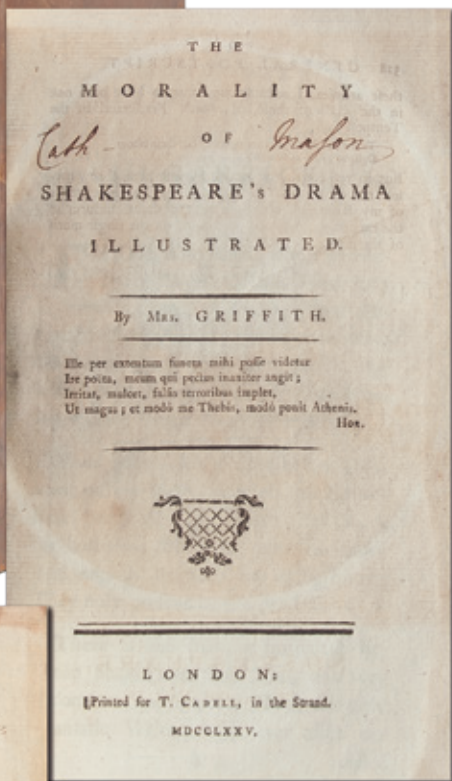 THE
MORALITY
OF
Cath Maſon
SHAKESPEARE's DRAMA
ILLUSTRATED.
By Mrs. GRIFFITH.
Ille per extentum funem mihi poſſe videtur
Ire poëta, meum qui pectus inaniter angit;
Irritat, mulcet, falſis terroribus implet,
Ut magus; et modò me Thebis, modò ponit Athenis.
Hor.
LONDON:
Printed for T. CADELL, in the Strand.
MDCCLXXV.